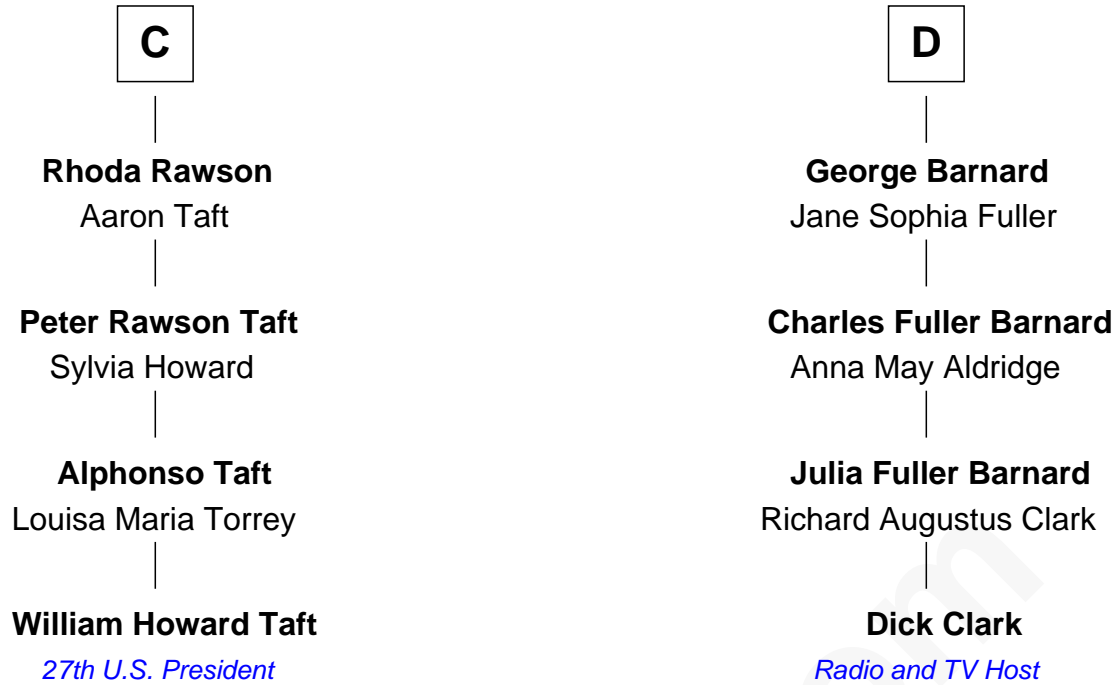 C
Rhoda Rawson
Aaron Taft
Peter Rawson Taft
Sylvia Howard
Alphonso Taft
Louisa Maria Torrey
William Howard Taft
27th U.S. President
D
George Barnard
Jane Sophia Fuller
Charles Fuller Barnard
Anna May Aldridge
Julia Fuller Barnard
Richard Augustus Clark
Dick Clark
Radio and TV Host